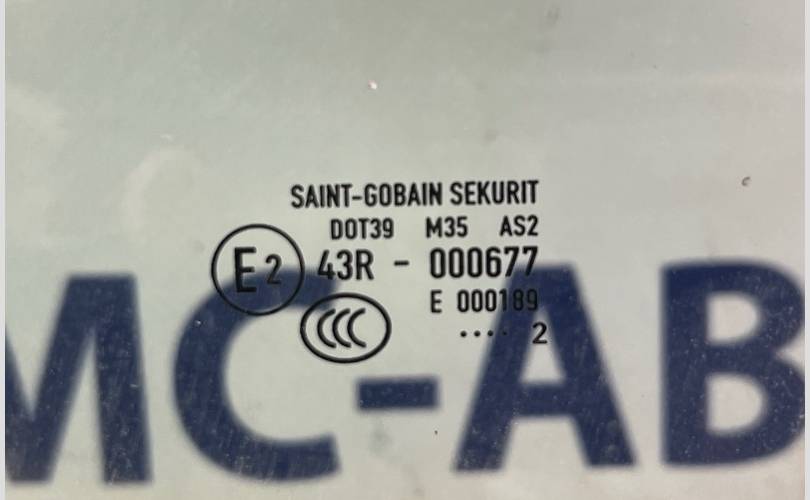 SAINT-GOBAIN SEKURIT
DOT39 M35 AS2
E2 43R - 000677
E 000189
CCC .... 2
MC-AB